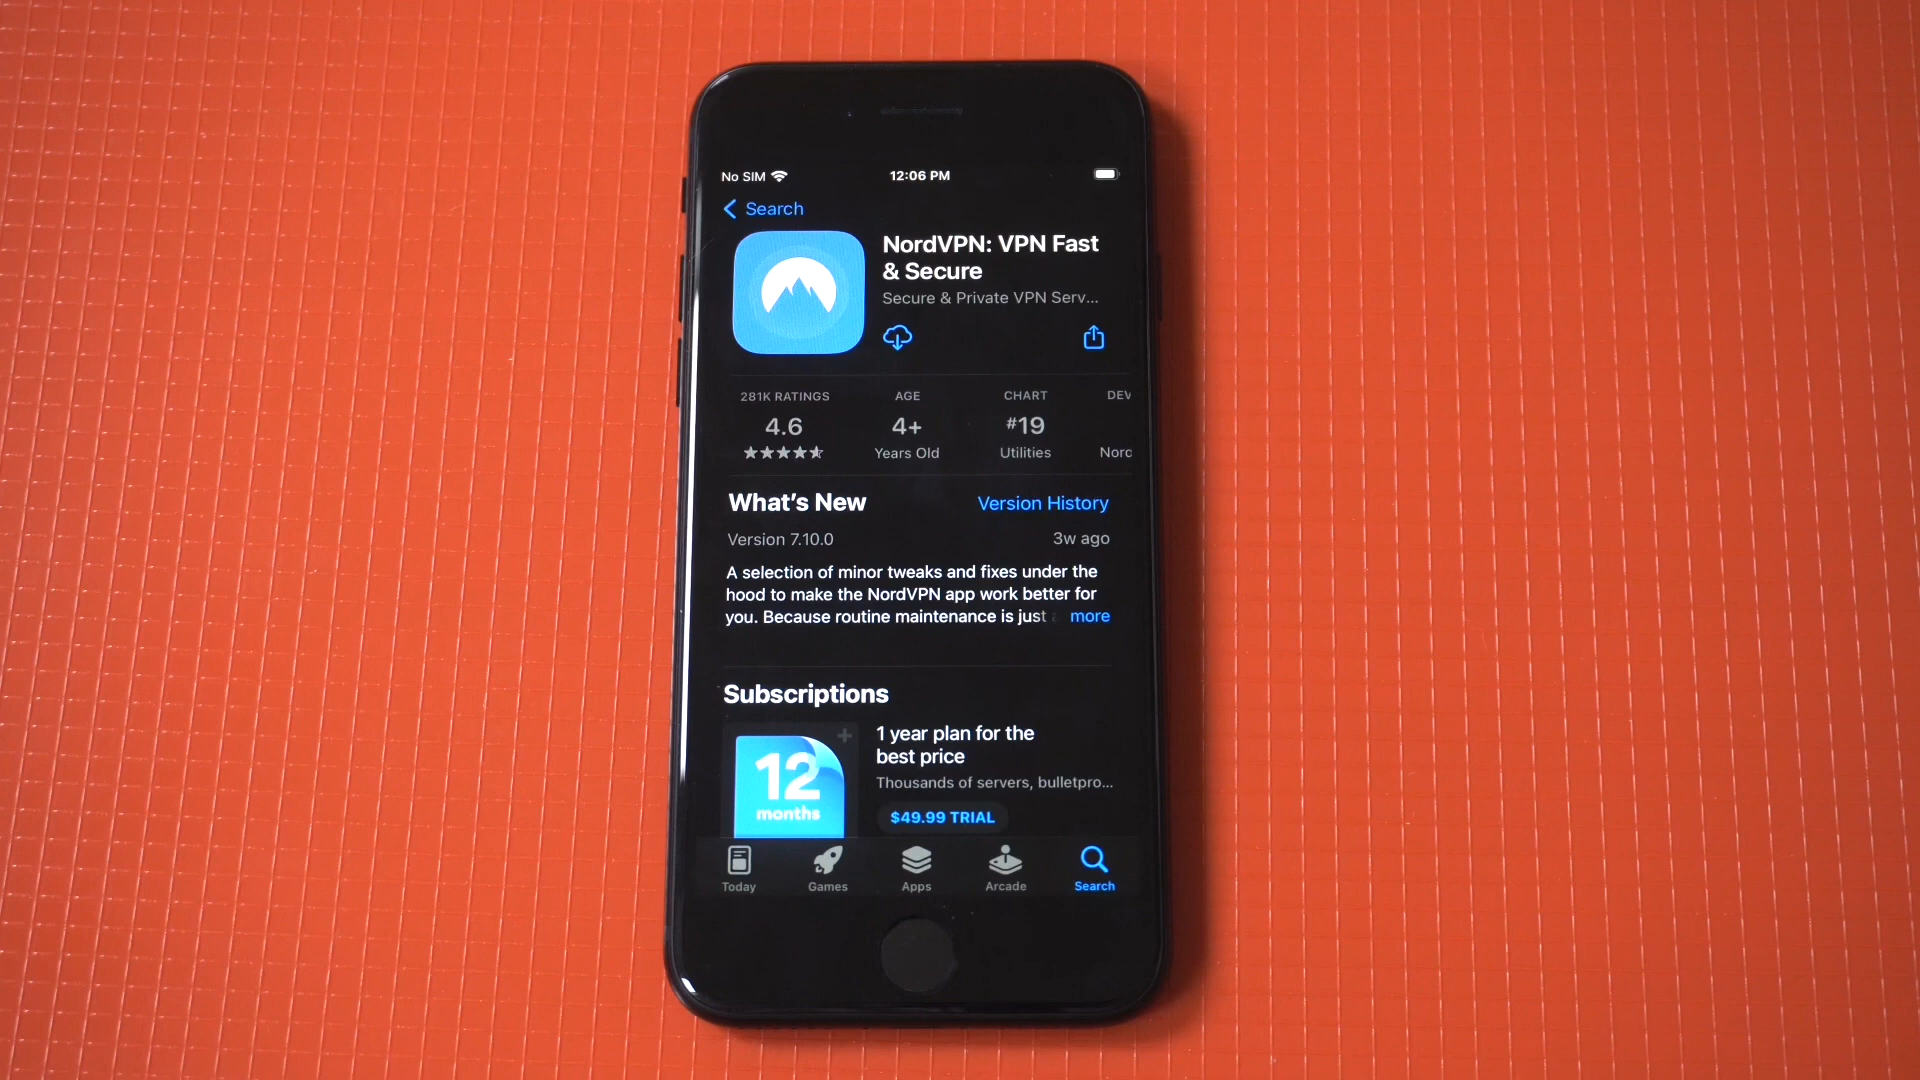 No SIM
12:06 PM
Search
NordVPN: VPN Fast
& Secure
Secure & Private VPN Serv...
281K RATINGS
AGE
CHART
DEV
4.6
4+
#19
Years Old
Utilities
Nord
What's New
Version History
Version 7.10.0
3w ago
A selection of minor tweaks and fixes under the
hood to make the NordVPN app work better for
you. Because routine maintenance is just a
more
Subscriptions
12
months
1 year plan for the
best price
Thousands of servers, bulletpro...
$49.99 TRIAL
Today
Games
Apps
Arcade
Search